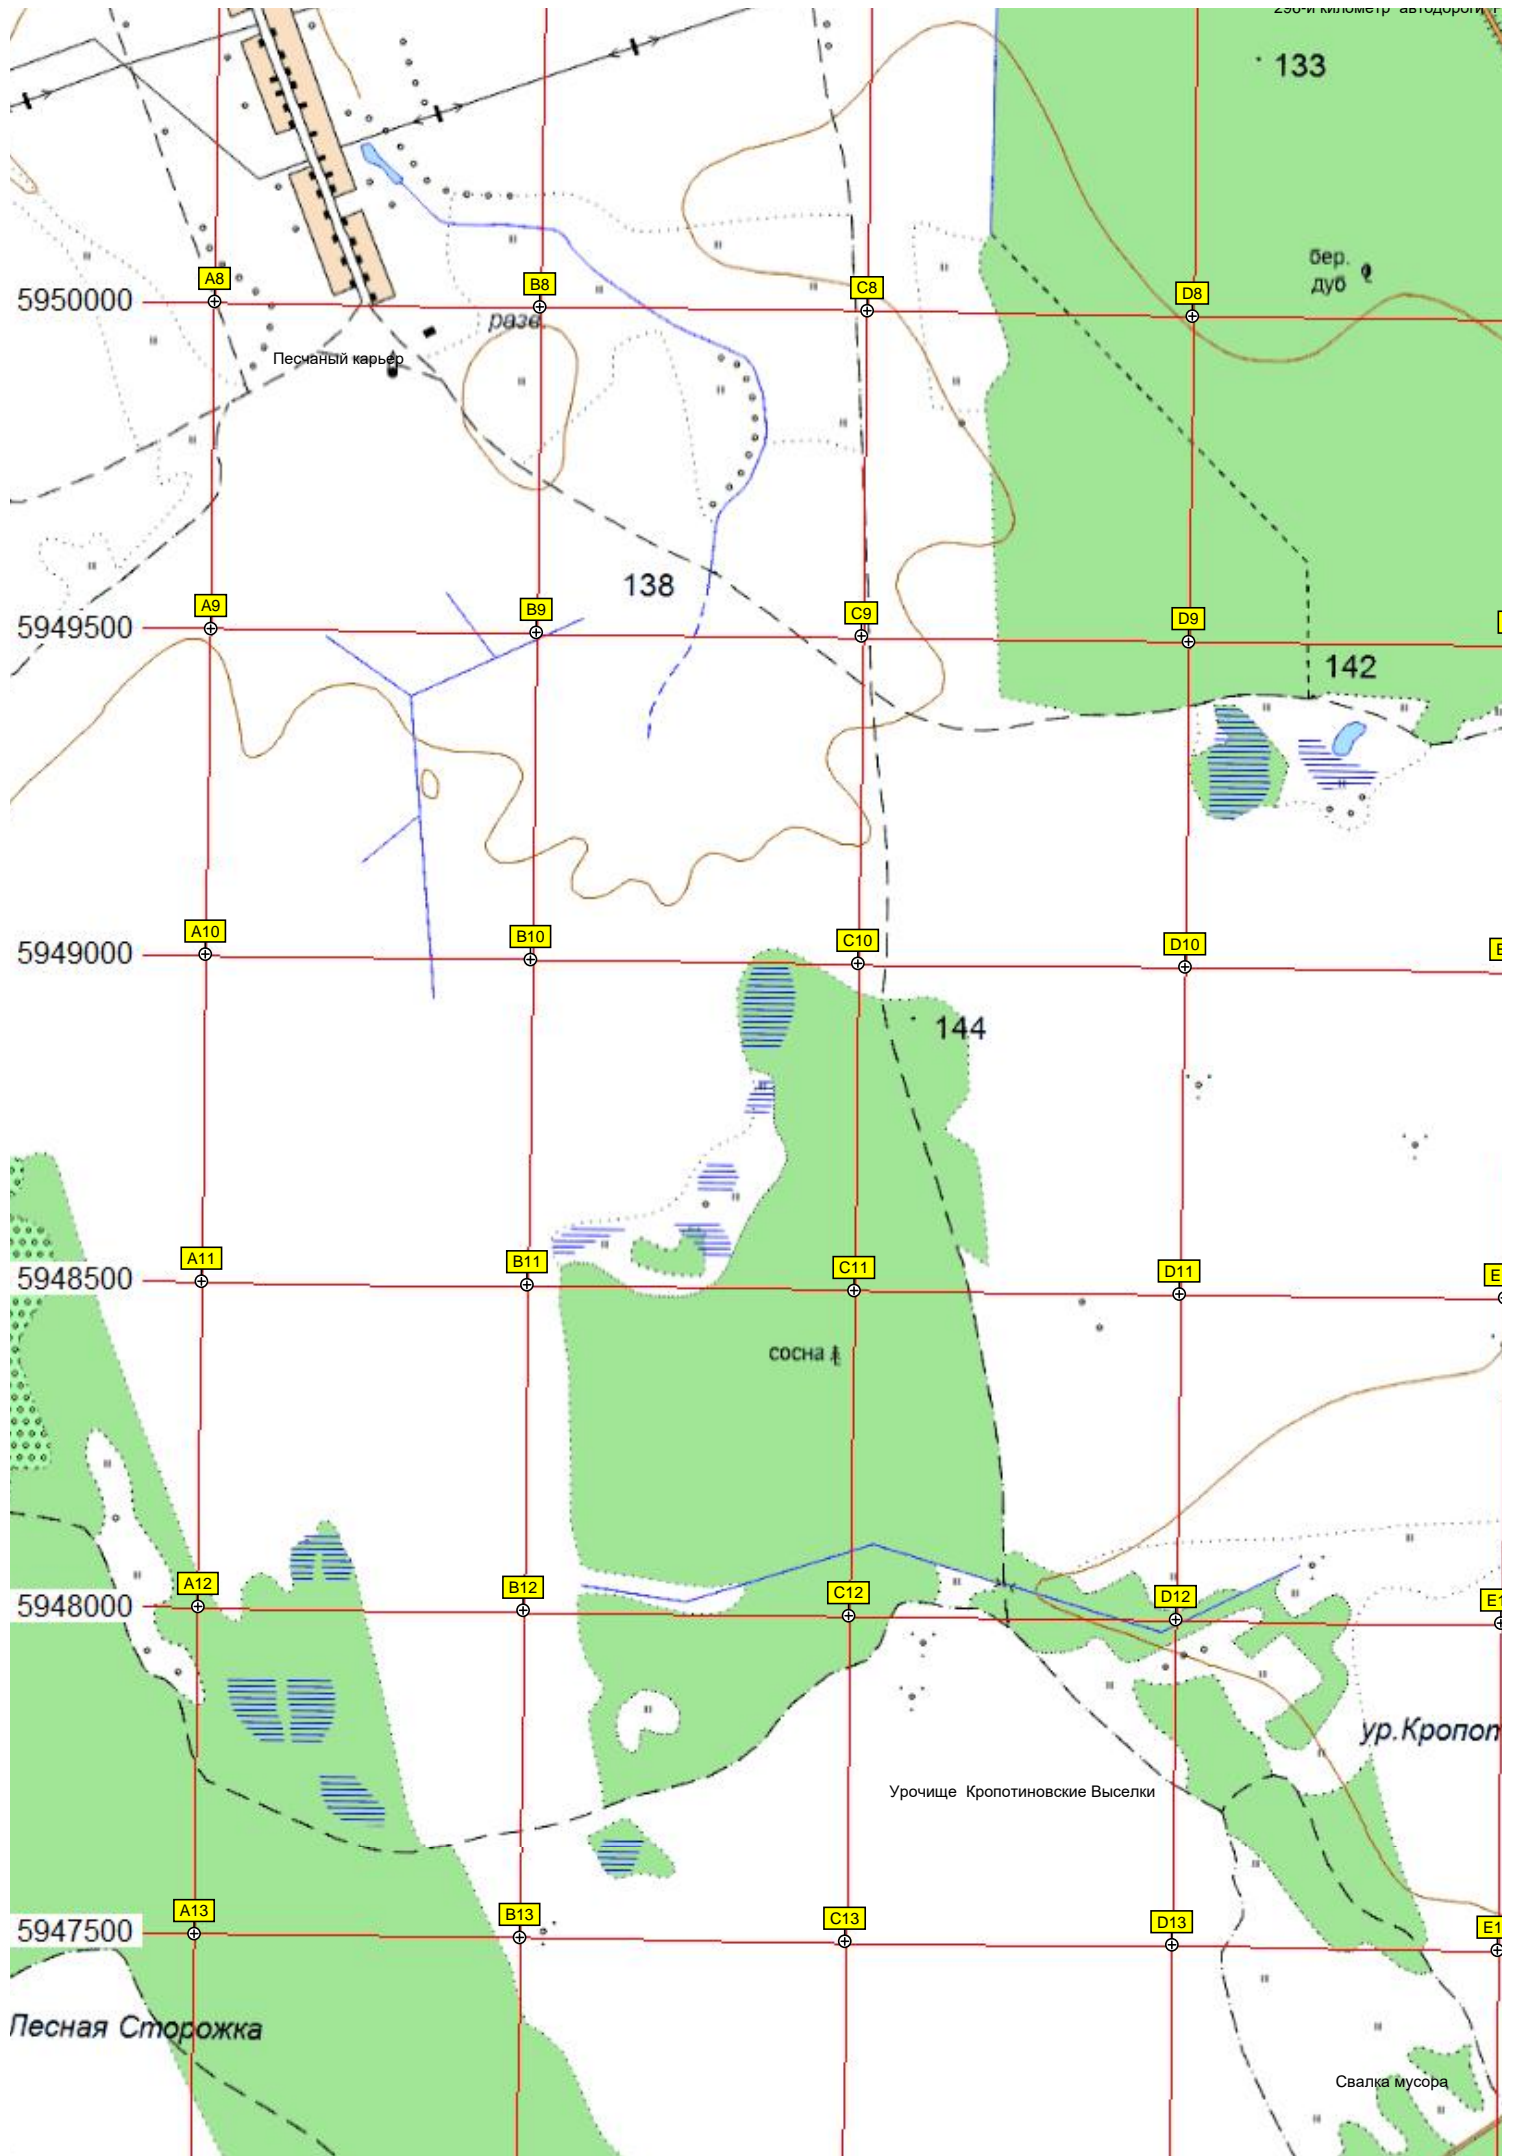 133
бер.
дуб
A8
B8
C8
D8
5950000
разв.
Песчаный карьер
138
A9
B9
C9
D9
5949500
142
A10
B10
C10
D10
5949000
144
A11
B11
C11
D11
5948500
сосна
A12
B12
C12
D12
5948000
ур.Кропот
Урочище Кропотиновские Выселки
A13
B13
C13
D13
5947500
Лесная Сторожка
Свалка мусора